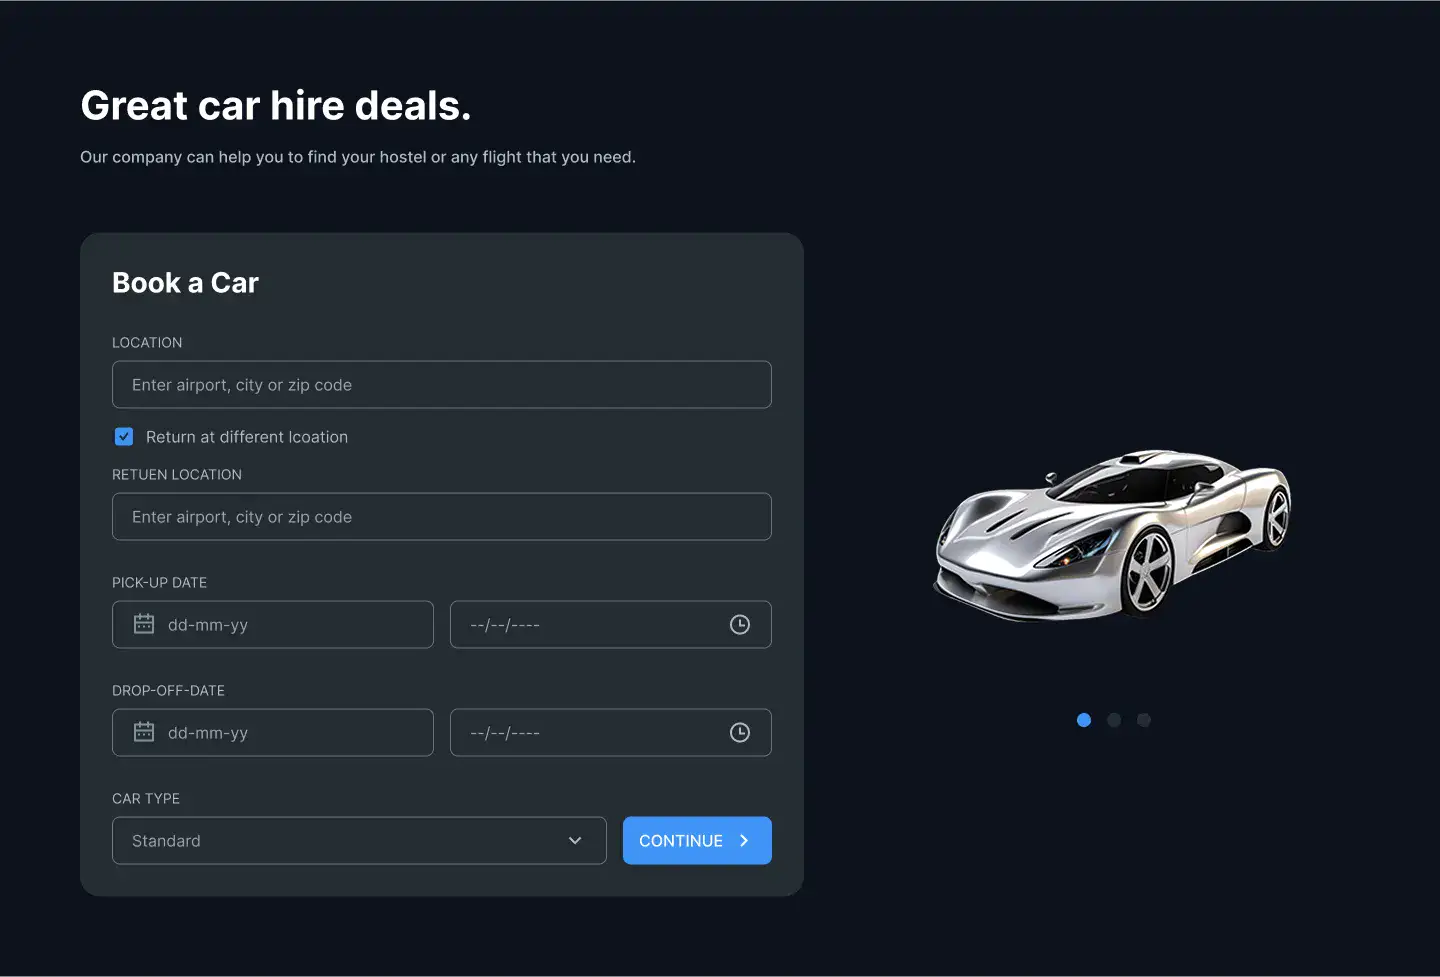 Great car hire deals.
Our company can help you to find your hostel or any flight that you need.
Book a Car
LOCATION
Enter airport, city or zip code
Return at different lcoation
RETUEN LOCATION
Enter airport, city or zip code
PICK-UP DATE
dd-mm-yy
--/--/----
DROP-OFF-DATE
dd-mm-yy
--/--/----
CAR TYPE
Standard
CONTINUE